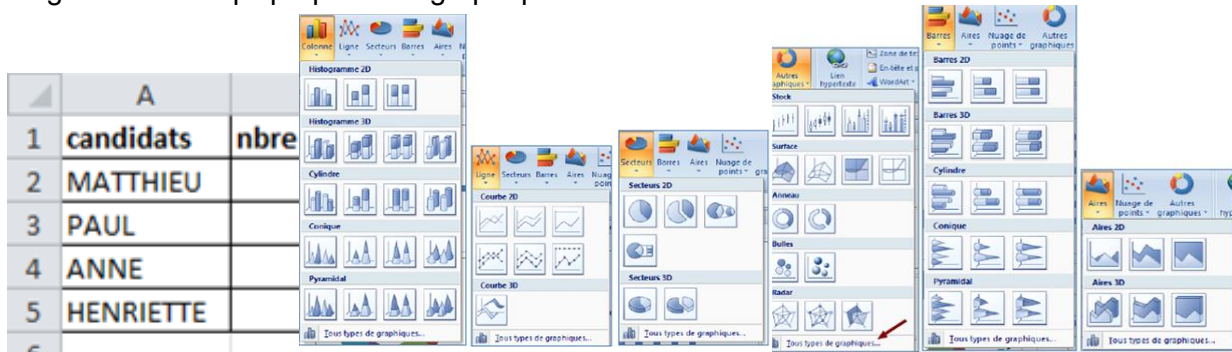 A
1 candidats nbre
2 MATTHIEU
3 PAUL
4 ANNE
5 HENRIETTE
Colonne Ligne Secteurs Barres Aires
Histogramme 2D
Histogramme 3D
Cylindre
Conique
Pyramidal
Tous types de graphiques...
Ligne Secteurs Barres Aires
Courbe 2D
Courbe 3D
Tous types de graphiques...
Secteurs Barres Aires Nuage de
points
Secteurs 2D
Secteurs 3D
Tous types de graphiques...
Autres Lien Zone de
hypertexte En-tête et
WordArt
Stock
Surface
Anneau
Bulles
Radar
Tous types de graphiques...
Barres Aires Nuage de Autres
points graphiques
Barres 2D
Barres 3D
Cylindre
Conique
Pyramidal
Tous types de graphiques...
Aires Nuage de Autres
points graphiques
Aires 2D
Aires 3D
Tous types de graphiques...